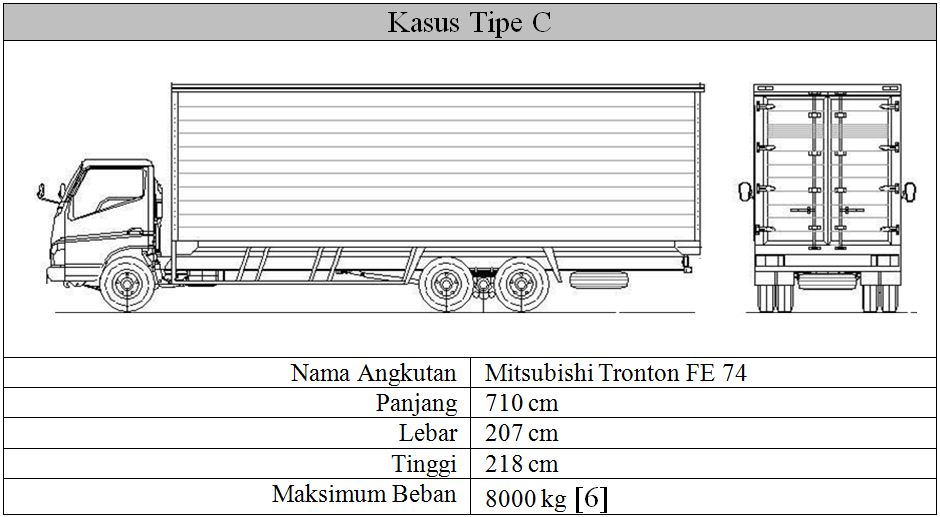 Kasus Tipe C
Nama Angkutan Mitsubishi Tronton FE 74
Panjang 710 cm
Lebar 207 cm
Tinggi 218 cm
Maksimum Beban 8000 kg [6]